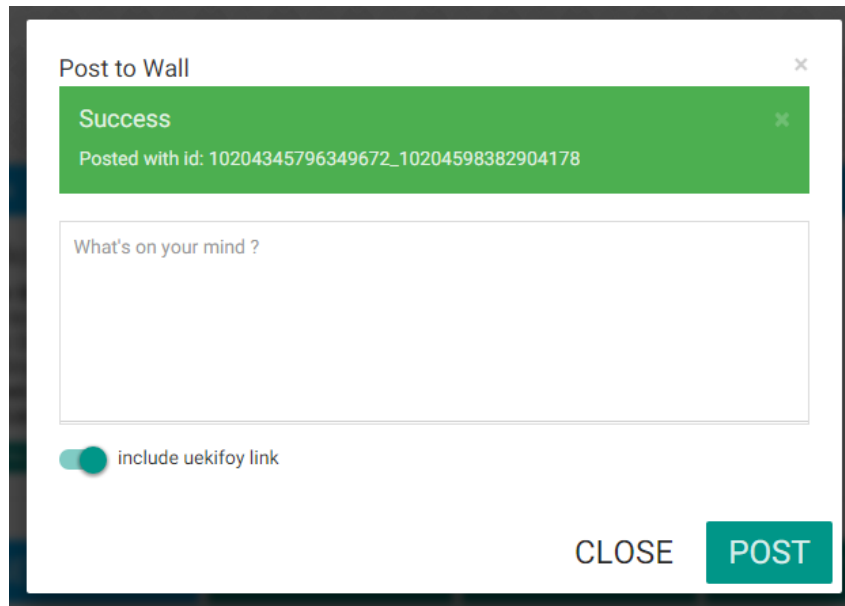 Post to Wall ×
Success ×
Posted with id: 10204345796349672_10204598382904178
What's on your mind ?
include uekifoy link
CLOSE POST